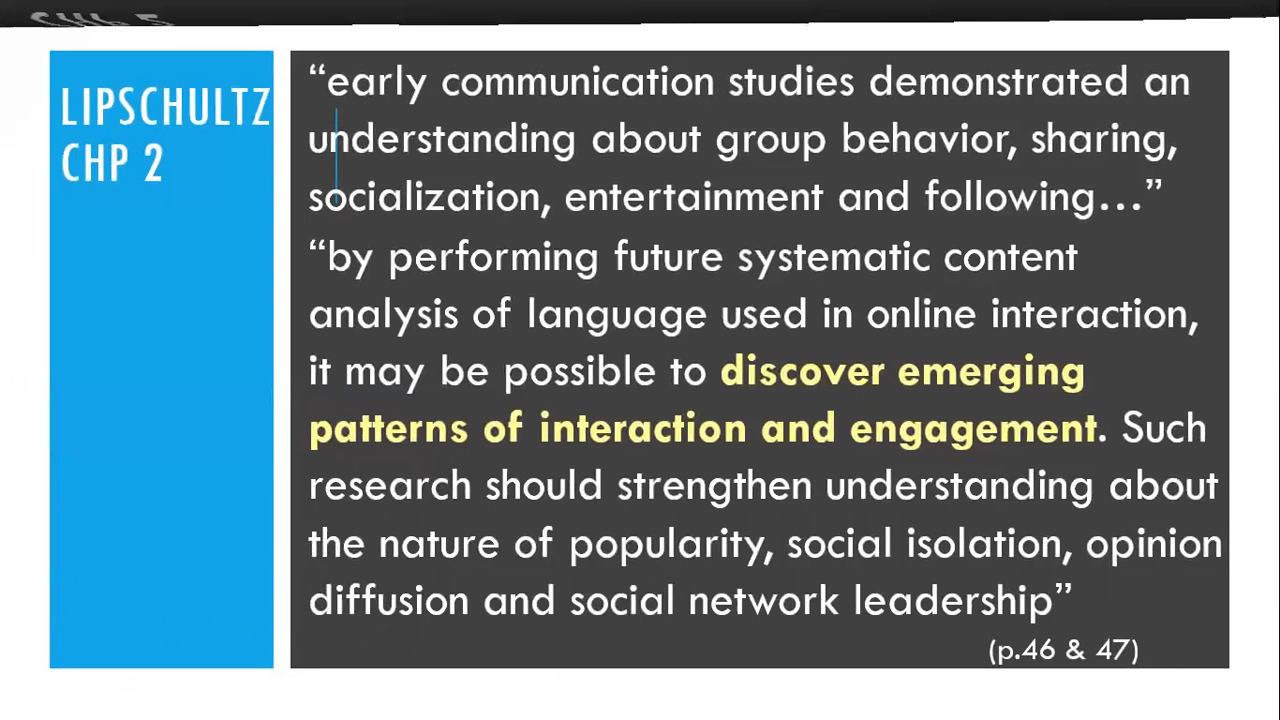 LIPSCHULTZ
CHP 2
“early communication studies demonstrated an
understanding about group behavior, sharing,
socialization, entertainment and following…”
“by performing future systematic content
analysis of language used in online interaction,
it may be possible to discover emerging
patterns of interaction and engagement. Such
research should strengthen understanding about
the nature of popularity, social isolation, opinion
diffusion and social network leadership”
(p.46 & 47)